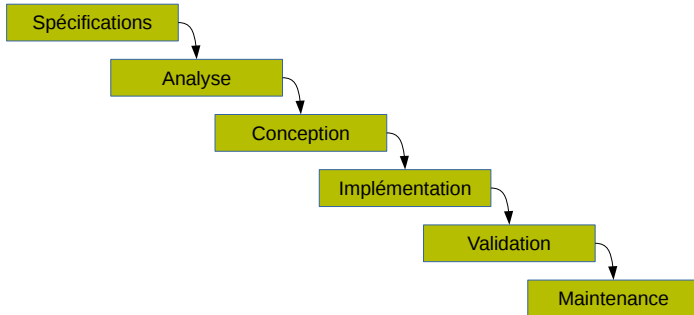 Spécifications
Analyse
Conception
Implémentation
Validation
Maintenance